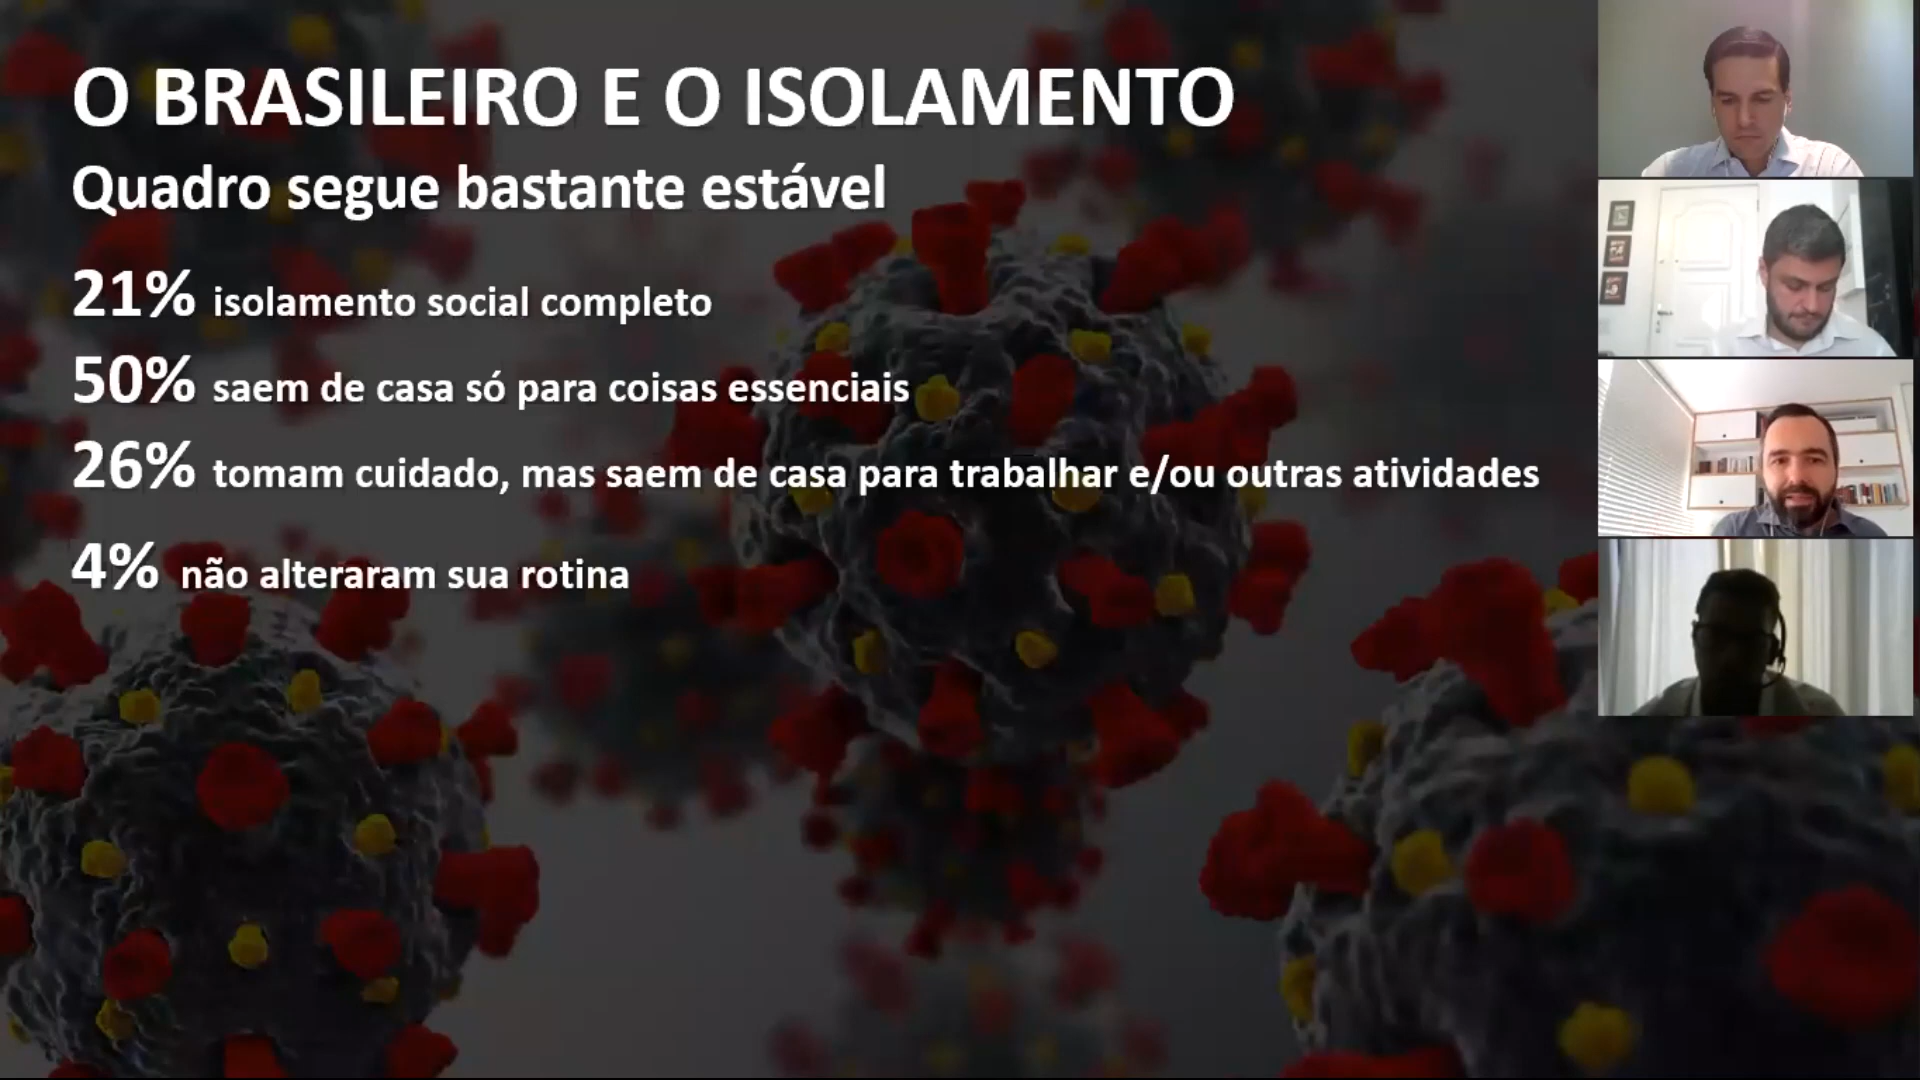 O BRASILEIRO E O ISOLAMENTO
Quadro segue bastante estável
21% isolamento social completo
50% saem de casa só para coisas essenciais
26% tomam cuidado, mas saem de casa para trabalhar e/ou outras atividades
4% não alteraram sua rotina